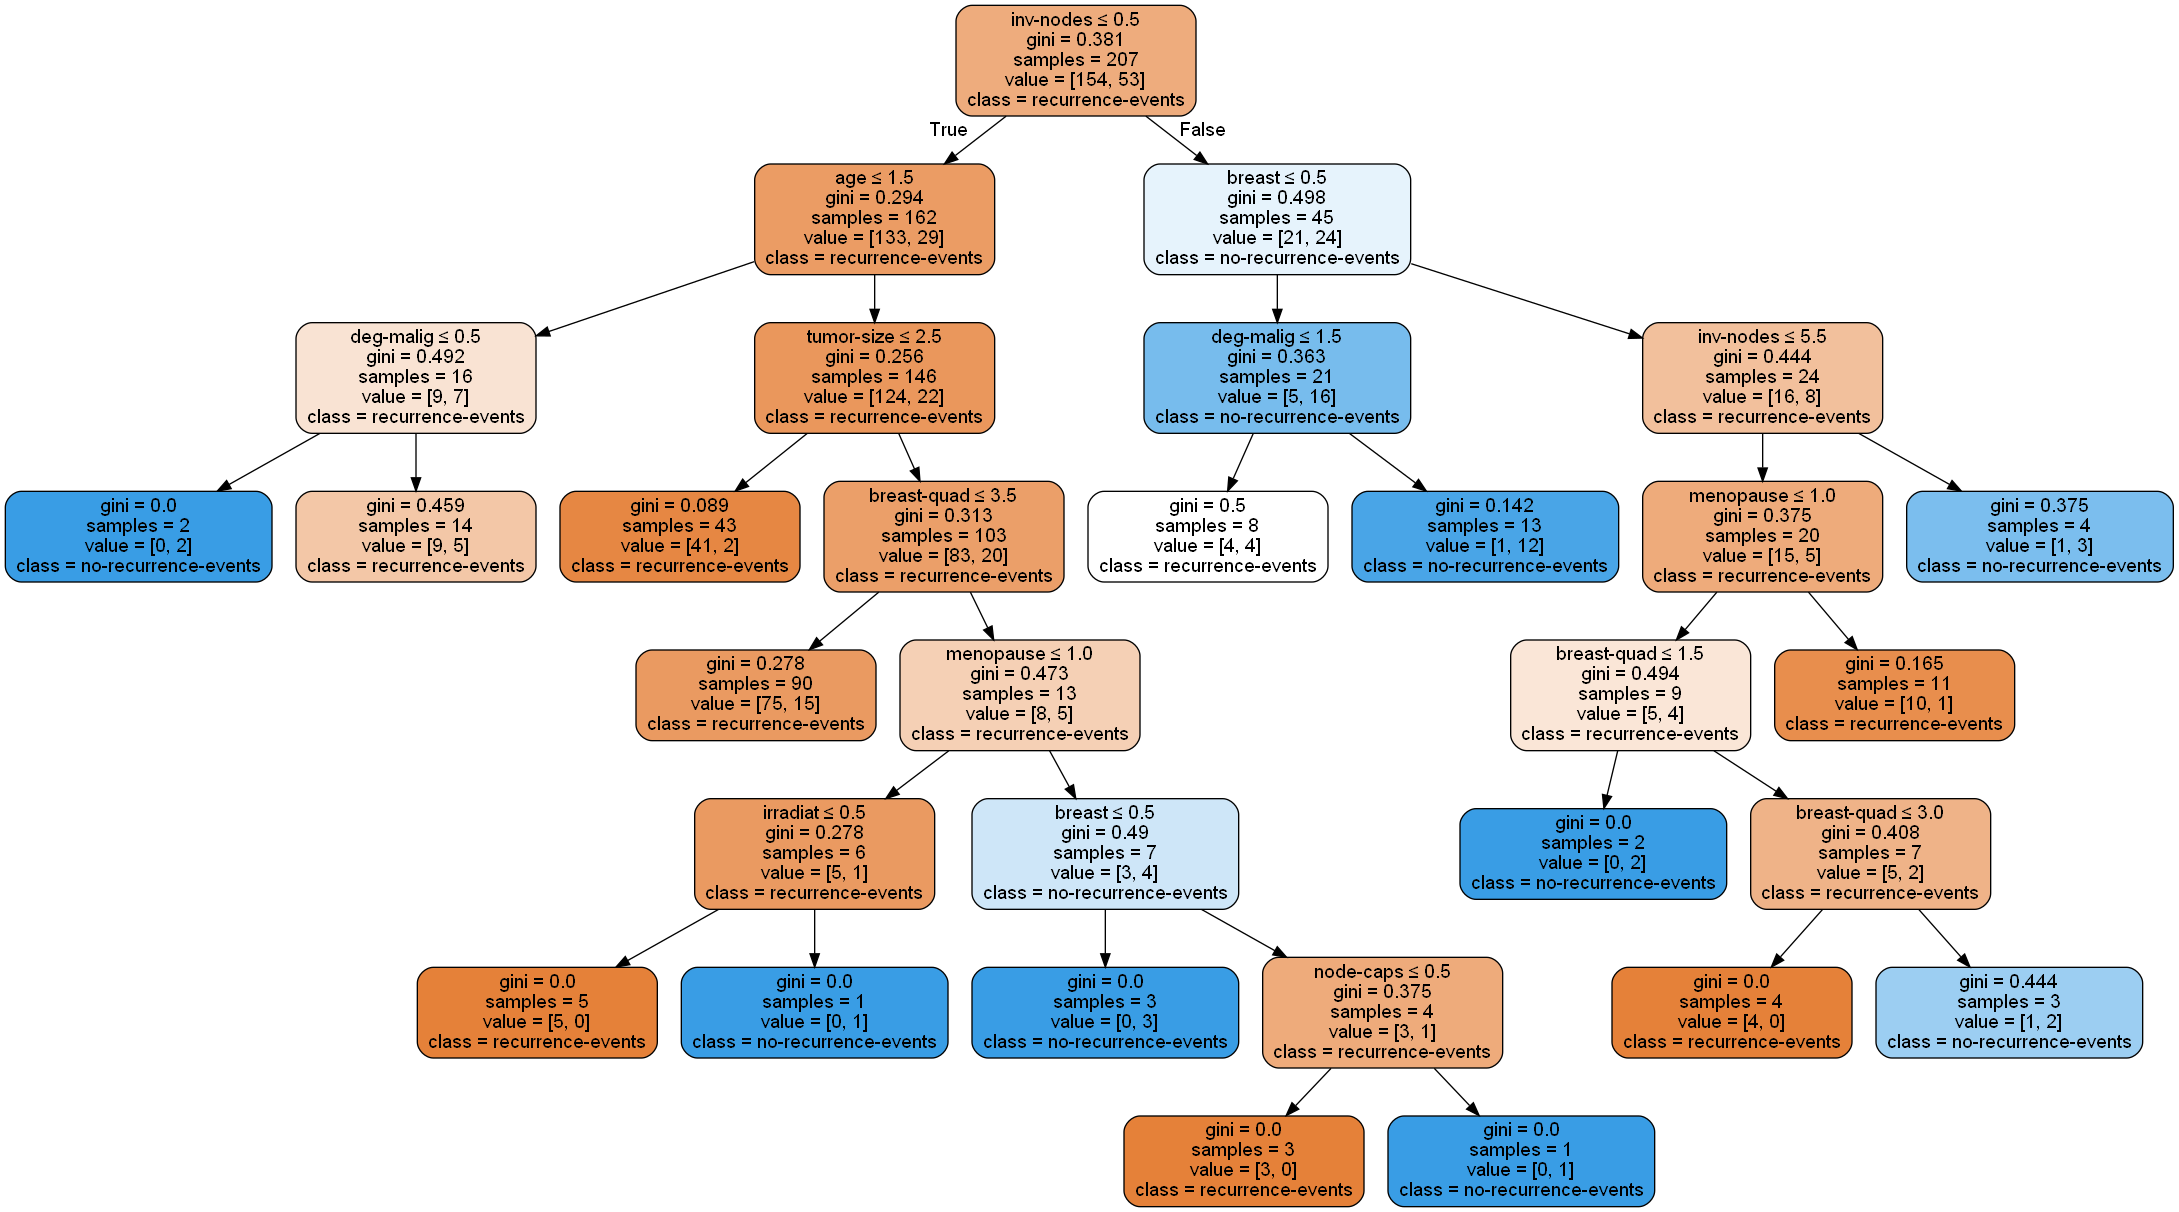 inv-nodes ≤ 0.5
gini = 0.381
samples = 207
value = [154, 53]
class = recurrence-events
True
False
age ≤ 1.5
gini = 0.294
samples = 162
value = [133, 29]
class = recurrence-events
breast ≤ 0.5
gini = 0.498
samples = 45
value = [21, 24]
class = no-recurrence-events
deg-malig ≤ 0.5
gini = 0.492
samples = 16
value = [9, 7]
class = recurrence-events
tumor-size ≤ 2.5
gini = 0.256
samples = 146
value = [124, 22]
class = recurrence-events
deg-malig ≤ 1.5
gini = 0.363
samples = 21
value = [5, 16]
class = no-recurrence-events
inv-nodes ≤ 5.5
gini = 0.444
samples = 24
value = [16, 8]
class = recurrence-events
gini = 0.0
samples = 2
value = [0, 2]
class = no-recurrence-events
gini = 0.459
samples = 14
value = [9, 5]
class = recurrence-events
gini = 0.089
samples = 43
value = [41, 2]
class = recurrence-events
breast-quad ≤ 3.5
gini = 0.313
samples = 103
value = [83, 20]
class = recurrence-events
gini = 0.5
samples = 8
value = [4, 4]
class = recurrence-events
gini = 0.142
samples = 13
value = [1, 12]
class = no-recurrence-events
menopause ≤ 1.0
gini = 0.375
samples = 20
value = [15, 5]
class = recurrence-events
gini = 0.375
samples = 4
value = [1, 3]
class = no-recurrence-events
gini = 0.278
samples = 90
value = [75, 15]
class = recurrence-events
menopause ≤ 1.0
gini = 0.473
samples = 13
value = [8, 5]
class = recurrence-events
breast-quad ≤ 1.5
gini = 0.494
samples = 9
value = [5, 4]
class = recurrence-events
gini = 0.165
samples = 11
value = [10, 1]
class = recurrence-events
irradiat ≤ 0.5
gini = 0.278
samples = 6
value = [5, 1]
class = recurrence-events
breast ≤ 0.5
gini = 0.49
samples = 7
value = [3, 4]
class = no-recurrence-events
gini = 0.0
samples = 2
value = [0, 2]
class = no-recurrence-events
breast-quad ≤ 3.0
gini = 0.408
samples = 7
value = [5, 2]
class = recurrence-events
gini = 0.0
samples = 5
value = [5, 0]
class = recurrence-events
gini = 0.0
samples = 1
value = [0, 1]
class = no-recurrence-events
gini = 0.0
samples = 3
value = [0, 3]
class = no-recurrence-events
node-caps ≤ 0.5
gini = 0.375
samples = 4
value = [3, 1]
class = recurrence-events
gini = 0.0
samples = 4
value = [4, 0]
class = recurrence-events
gini = 0.444
samples = 3
value = [1, 2]
class = no-recurrence-events
gini = 0.0
samples = 3
value = [3, 0]
class = recurrence-events
gini = 0.0
samples = 1
value = [0, 1]
class = no-recurrence-events